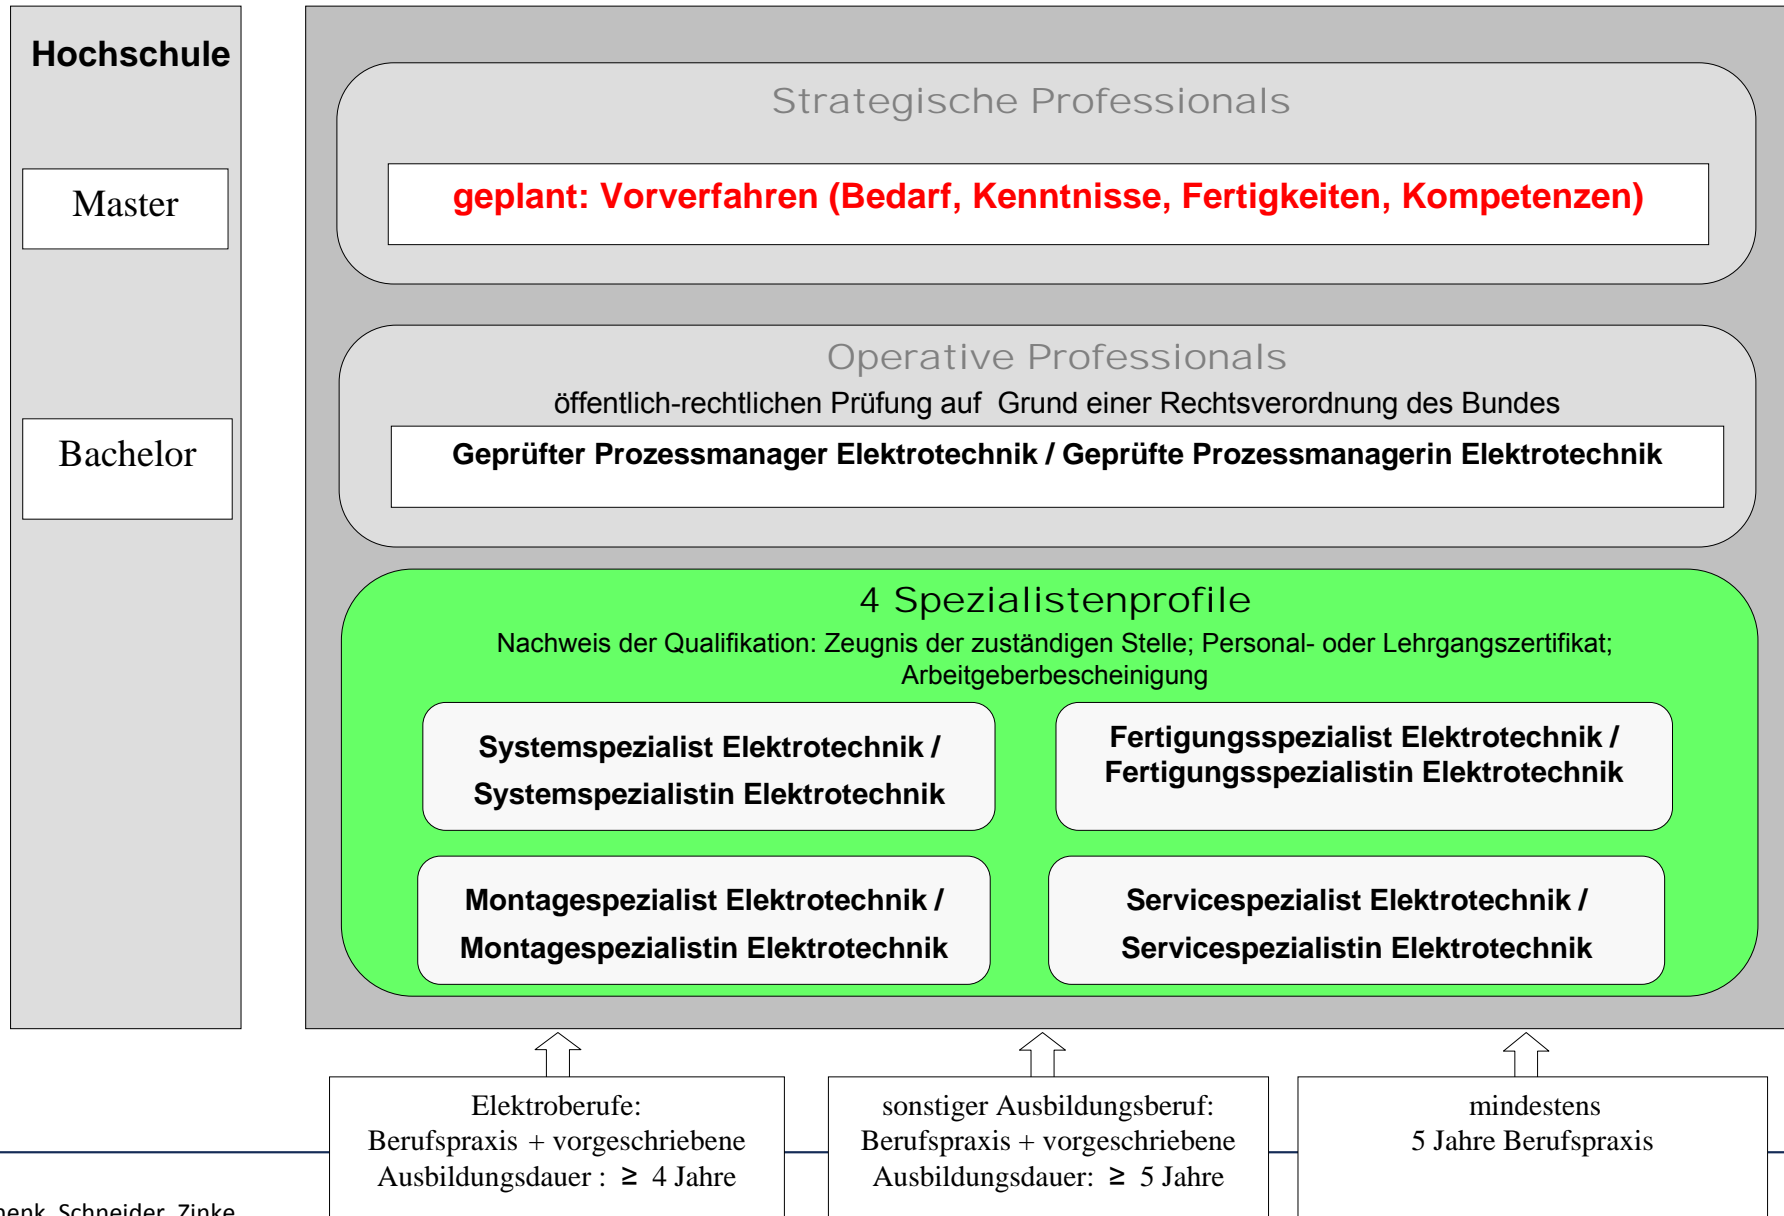 Hochschule
Master
Bachelor
Strategische Professionals
geplant: Vorverfahren (Bedarf, Kenntnisse, Fertigkeiten, Kompetenzen)
Operative Professionals
öffentlich-rechtlichen Prüfung auf Grund einer Rechtsverordnung des Bundes
Geprüfter Prozessmanager Elektrotechnik / Geprüfte Prozessmanagerin Elektrotechnik
4 Spezialistenprofile
Nachweis der Qualifikation: Zeugnis der zuständigen Stelle; Personal- oder Lehrgangszertifikat;
Arbeitgeberbescheinigung
Systemspezialist Elektrotechnik /
Systemspezialistin Elektrotechnik
Fertigungsspezialist Elektrotechnik /
Fertigungsspezialistin Elektrotechnik
Montagespezialist Elektrotechnik /
Montagespezialistin Elektrotechnik
Servicespezialist Elektrotechnik /
Servicespezialistin Elektrotechnik
Elektroberufe:
Berufspraxis + vorgeschriebene
Ausbildungsdauer : ≥ 4 Jahre
sonstiger Ausbildungsberuf:
Berufspraxis + vorgeschriebene
Ausbildungsdauer: ≥ 5 Jahre
mindestens
5 Jahre Berufspraxis
Schneider, Zinke